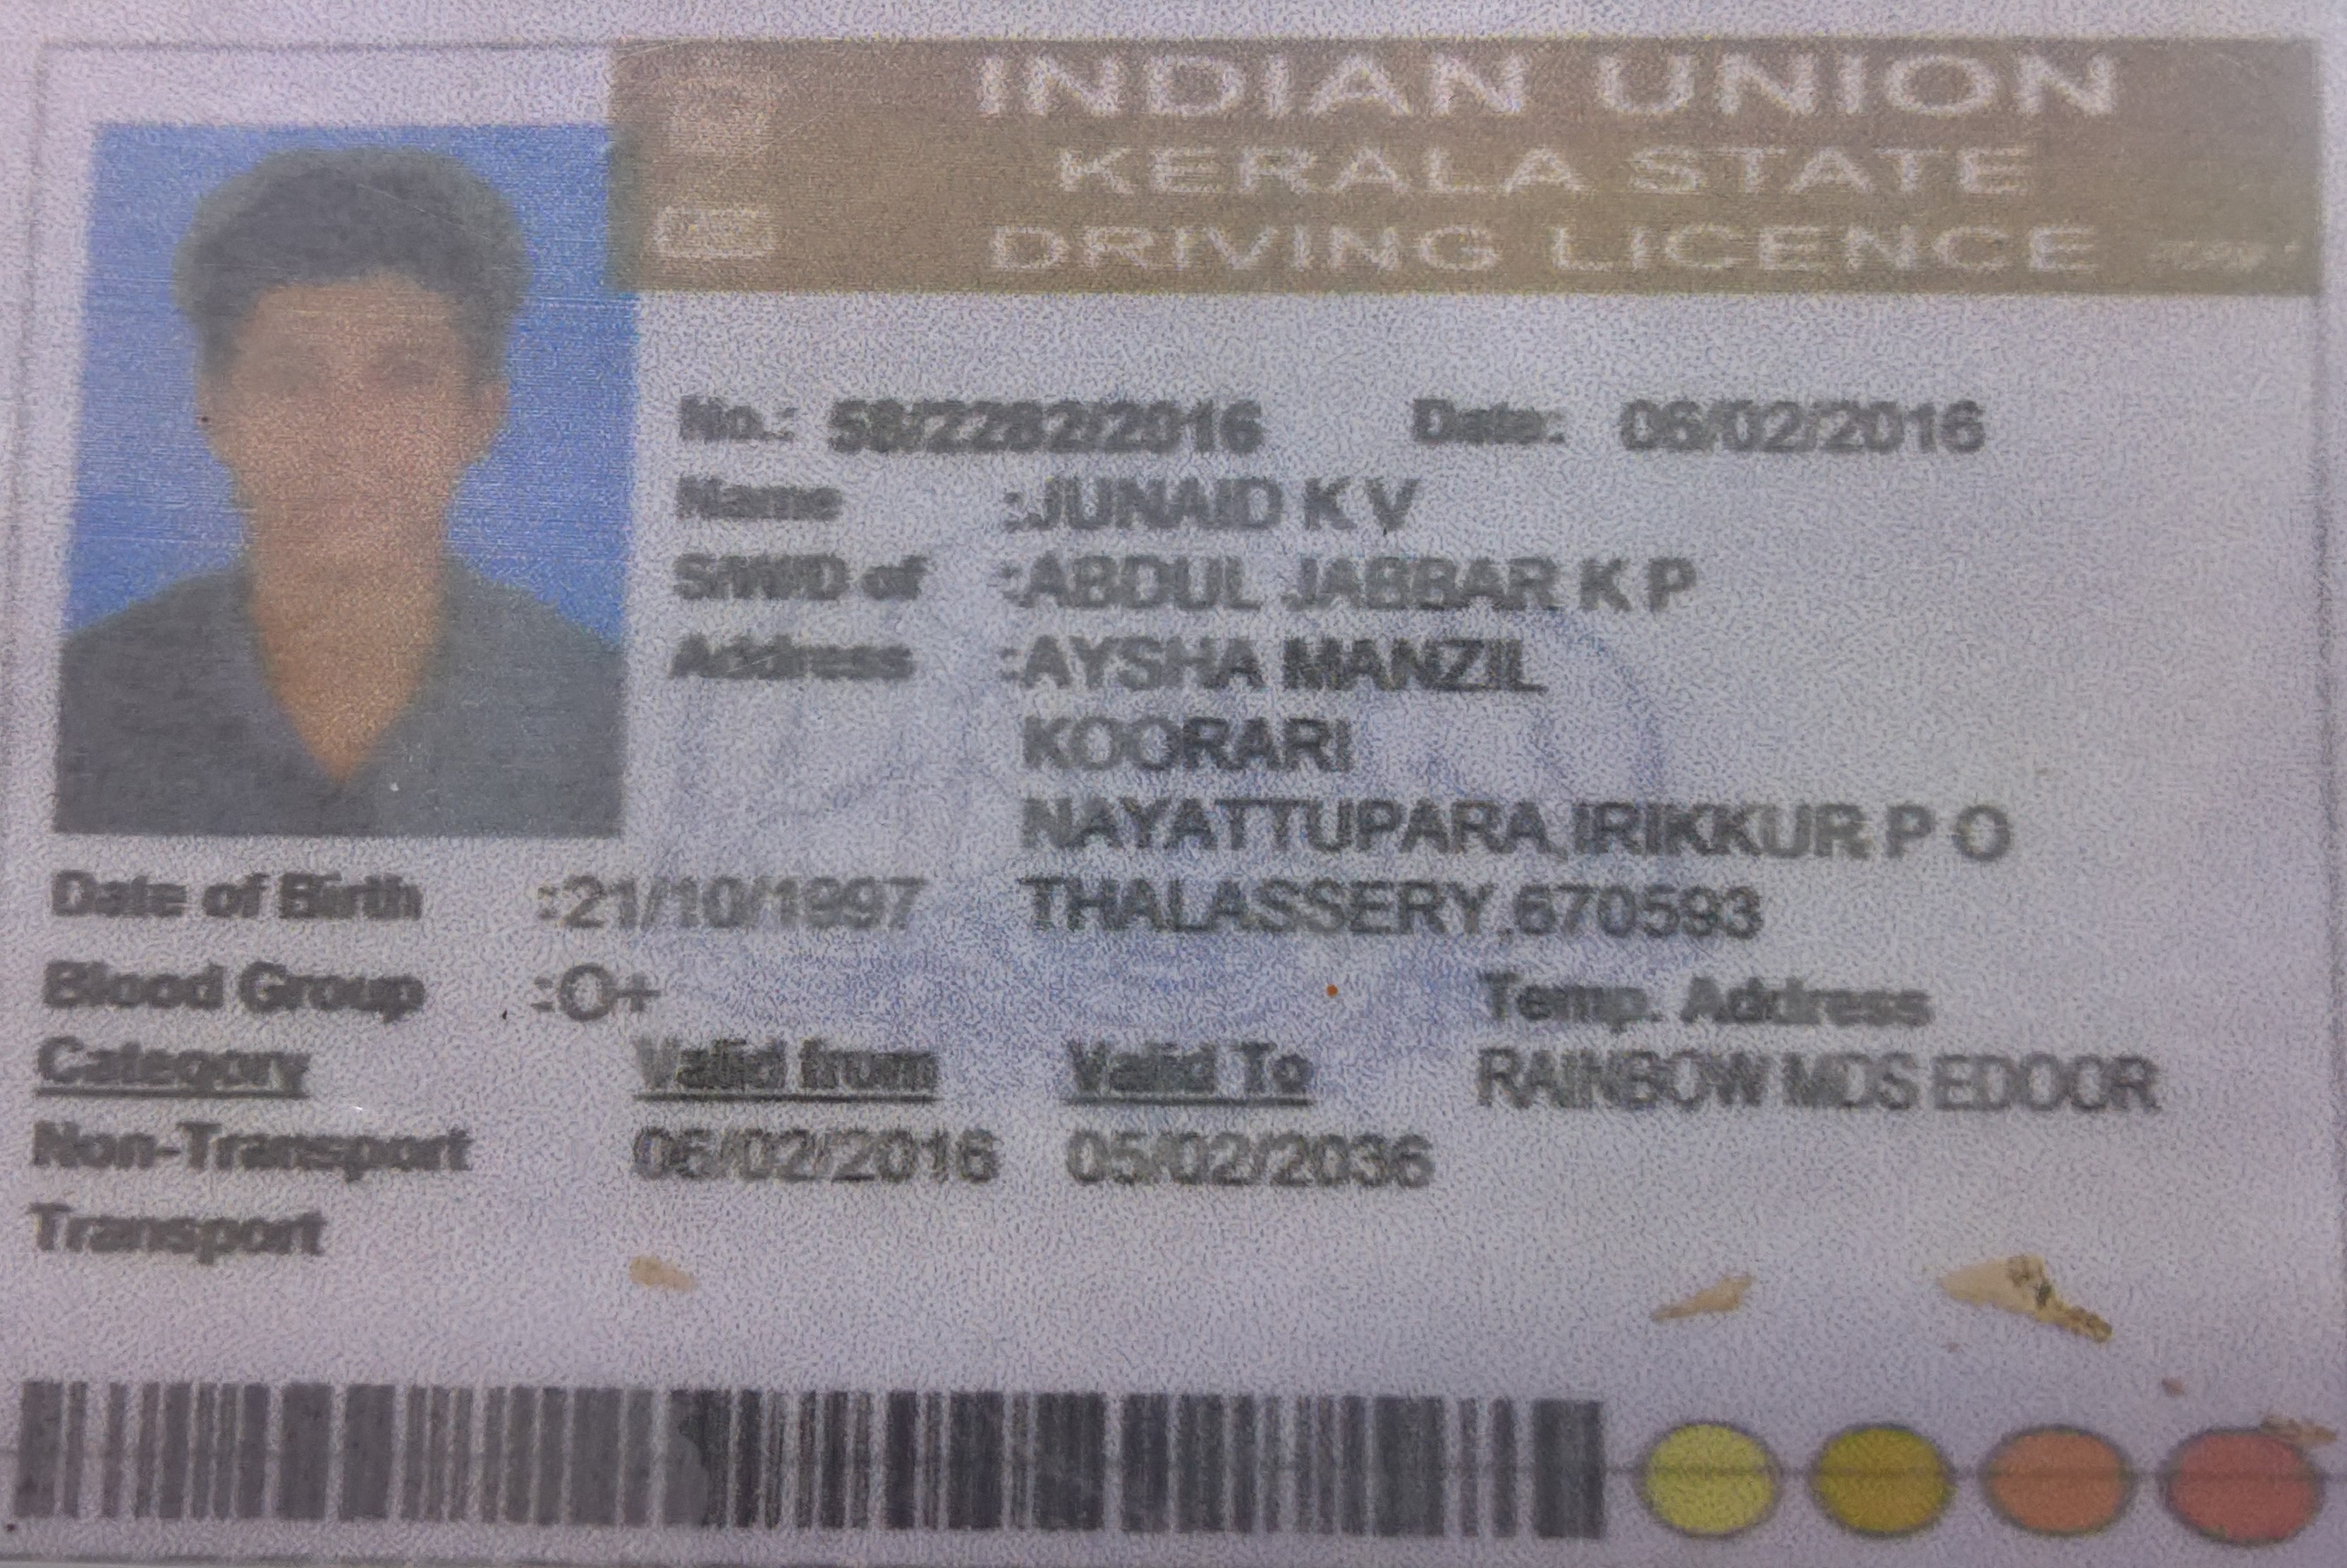 INDIAN UNION
KERALA STATE
DRIVING LICENCE
No.: 58/2282/2016 Date: 06/02/2016
Name :JUNAID K V
S/W/D of :ABDUL JABBAR K P
Address :AYSHA MANZIL
KOORARI
NAYATTUPARA,IRIKKUR P O
THALASSERY,670593
Date of Birth :21/10/1997
Blood Group :O+
Temp. Address
RAINBOW MDS EDOOR
Category Valid from Valid To
Non-Transport 06/02/2016 05/02/2036
Transport